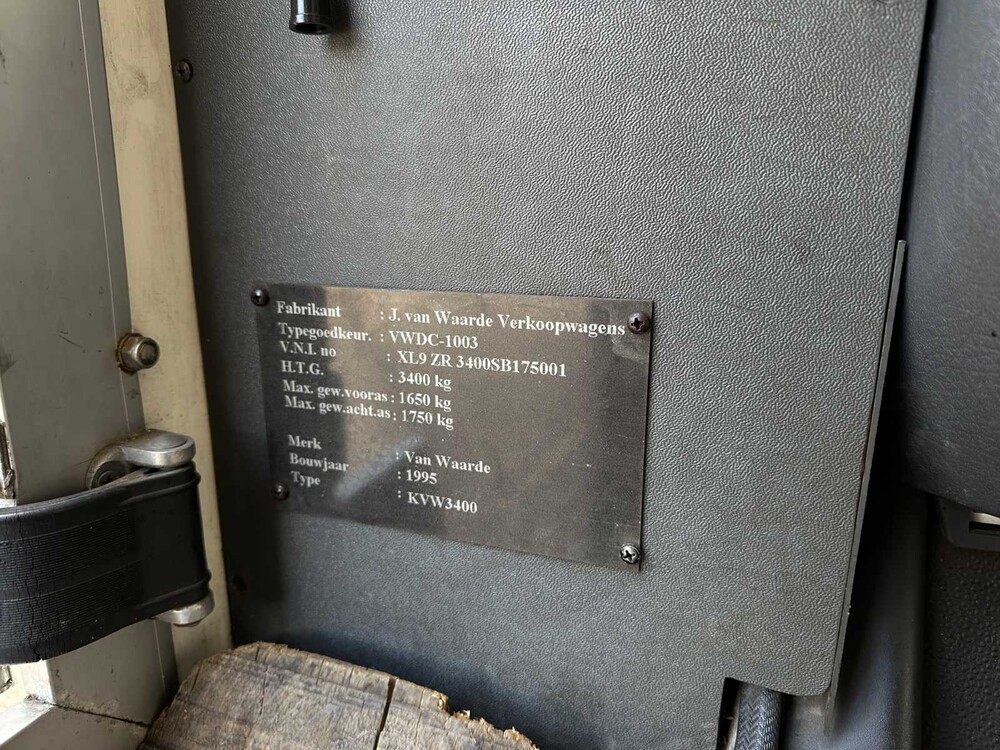 Fabrikant : J. van Waarde Verkoopwagens
Typegoedkeur. : VWDC-1003
V.N.I. no : XL9 ZR 3400SB175001
H.T.G. : 3400 kg
Max. gew.vooras : 1650 kg
Max. gew.acht.as : 1750 kg
Merk : Van Waarde
Bouwjaar : 1995
Type : KVW3400